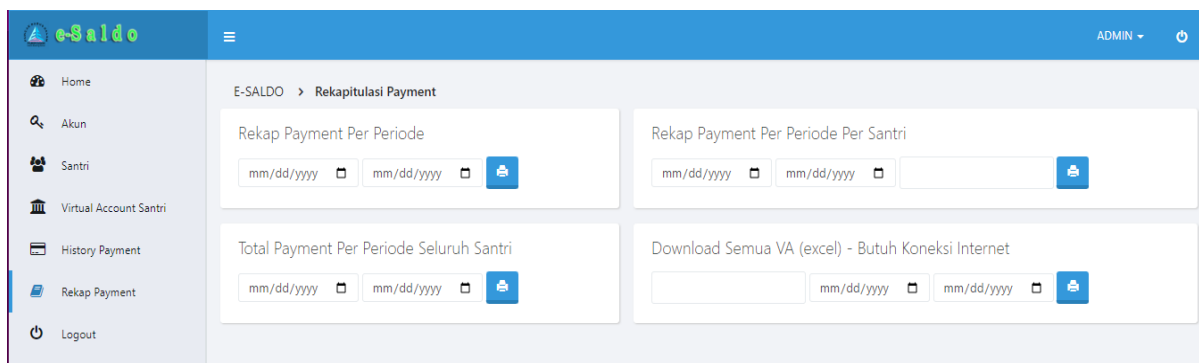 e-Saldo
ADMIN
Home
Akun
Santri
Virtual Account Santri
History Payment
Rekap Payment
Logout
E-SALDO > Rekapitulasi Payment
Rekap Payment Per Periode
mm/dd/yyyy mm/dd/yyyy
Rekap Payment Per Periode Per Santri
mm/dd/yyyy mm/dd/yyyy
Total Payment Per Periode Seluruh Santri
mm/dd/yyyy mm/dd/yyyy
Download Semua VA (excel) - Butuh Koneksi Internet
mm/dd/yyyy mm/dd/yyyy